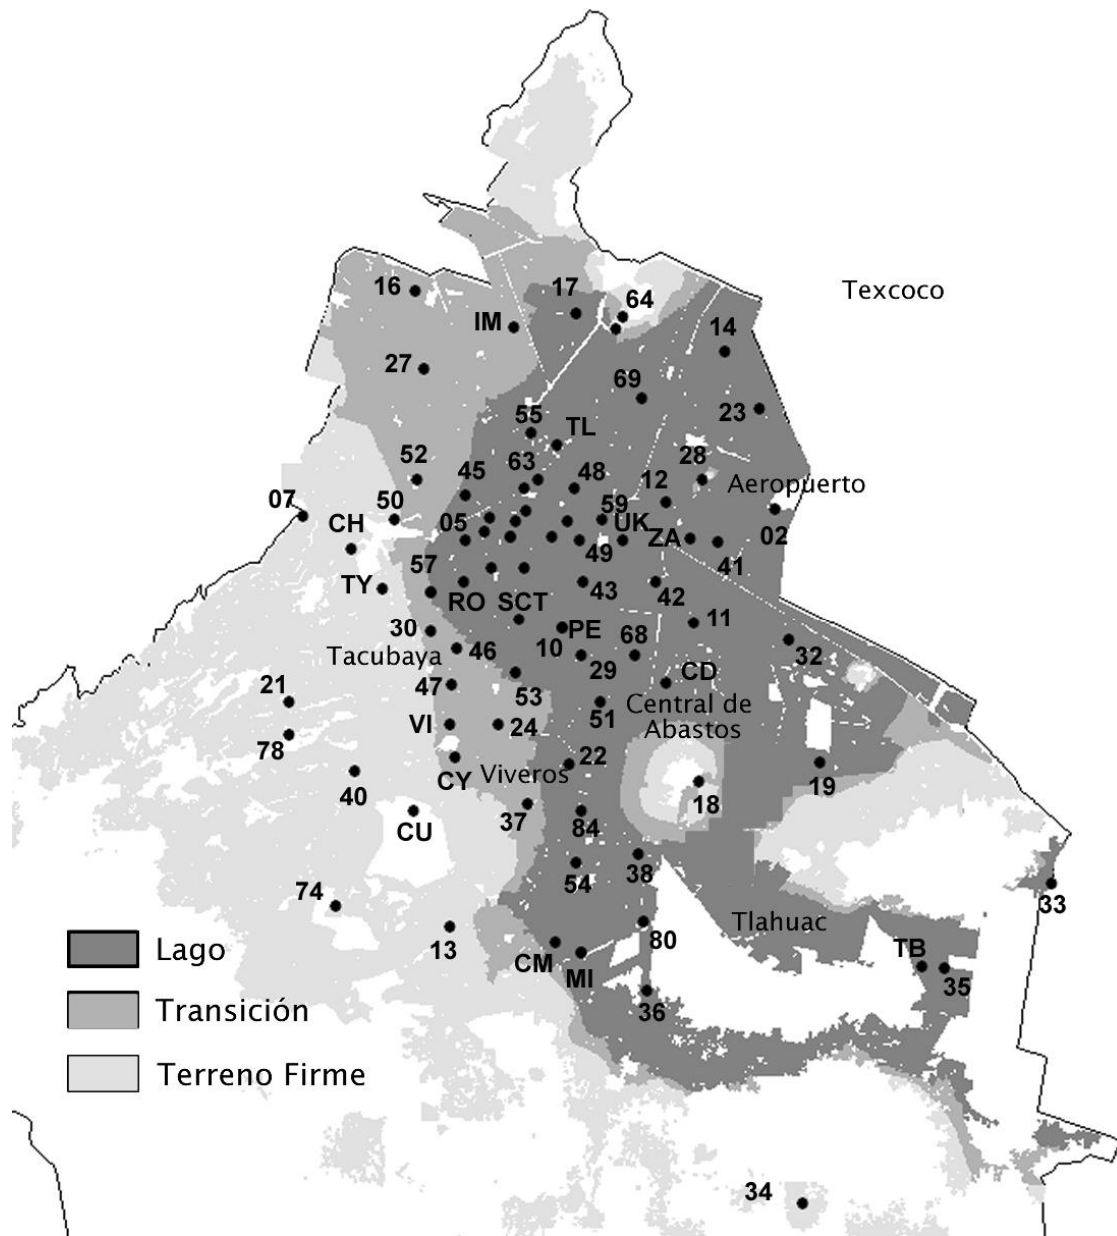 16
17
64
Texcoco
IM
14
27
69
23
55
TL
52
45
63
48
12
28
Aeropuerto
07
50
05
59
UK
ZA
02
CH
49
41
57
TY
RO
SCT
43
42
11
30
10
PE
68
32
Tacubaya
46
29
CD
21
47
53
51
Central de
Abastos
VI
24
78
22
CY
Viveros
40
18
19
CU
37
84
38
54
74
33
Tlahuac
80
13
CM
MI
TB
35
Lago
36
Transición
Terreno Firme
34